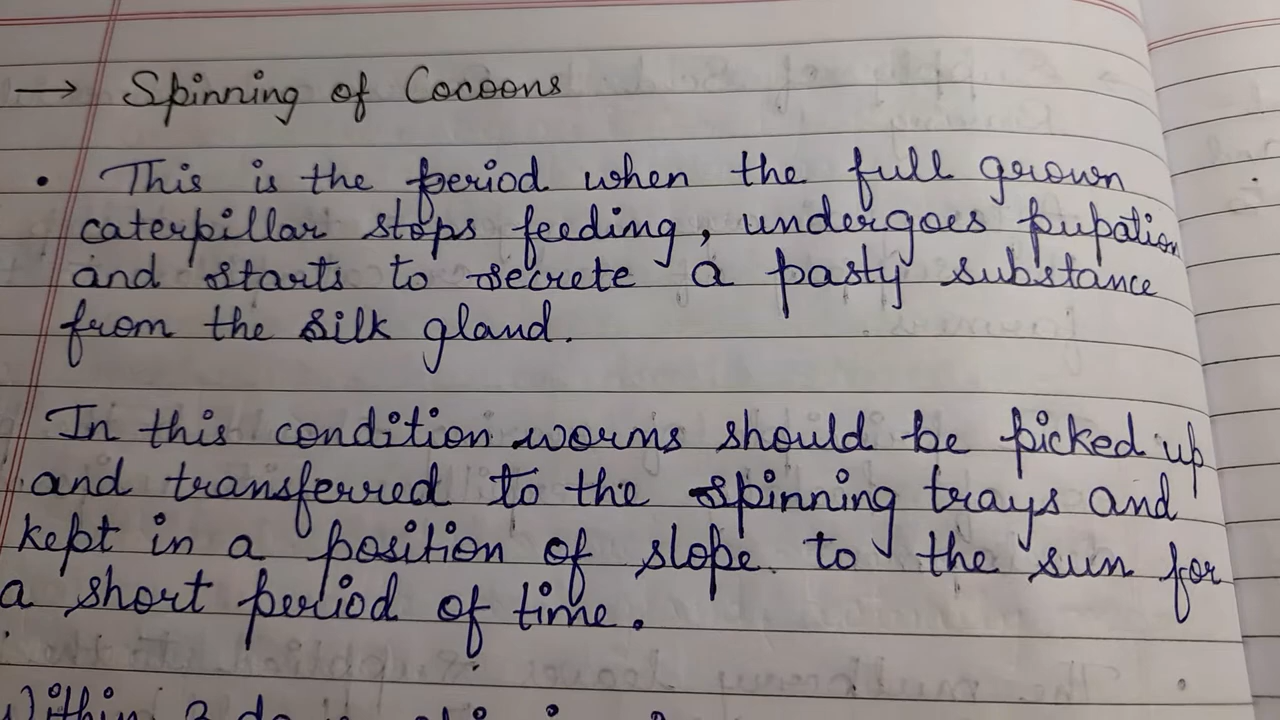 → Spinning of Cocoons
• This is the period when the full grown
caterpillar stops feeding, undergoes pupation
and starts to secrete a pasty substance
from the silk gland.
In this condition worms should be picked up
and transferred to the spinning trays and
kept in a position of slope to the sun for
a short period of time.
Within 3